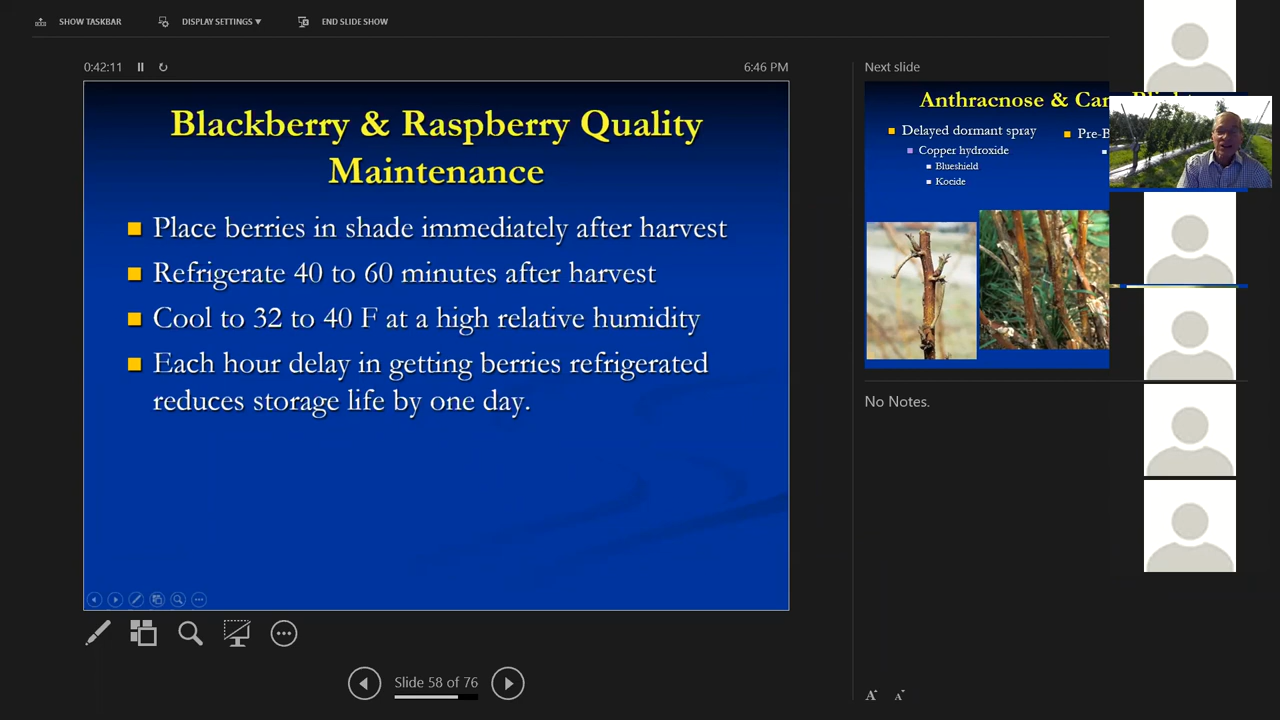 SHOW TASKBAR
DISPLAY SETTINGS ▼
END SLIDE SHOW
0:42:11
6:46 PM
Blackberry & Raspberry Quality
Maintenance
Place berries in shade immediately after harvest
Refrigerate 40 to 60 minutes after harvest
Cool to 32 to 40 F at a high relative humidity
Each hour delay in getting berries refrigerated
reduces storage life by one day.
Slide 58 of 76
Next slide
Anthracnose &
Delayed dormant spray
Copper hydroxide
Blueshield
Kocide
No Notes.
A A